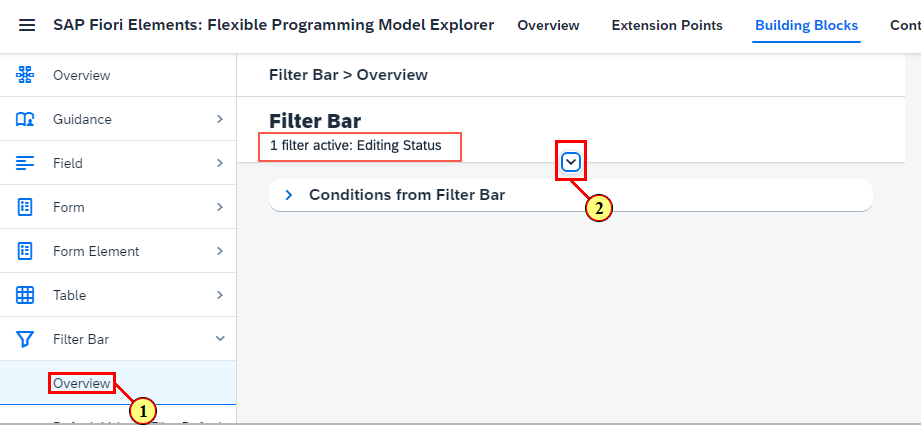 SAP Fiori Elements: Flexible Programming Model Explorer
Overview
Extension Points
Building Blocks
Overview
Guidance
Field
Form
Form Element
Table
Filter Bar
Overview
1
Filter Bar > Overview
Filter Bar
1 filter active: Editing Status
2
Conditions from Filter Bar